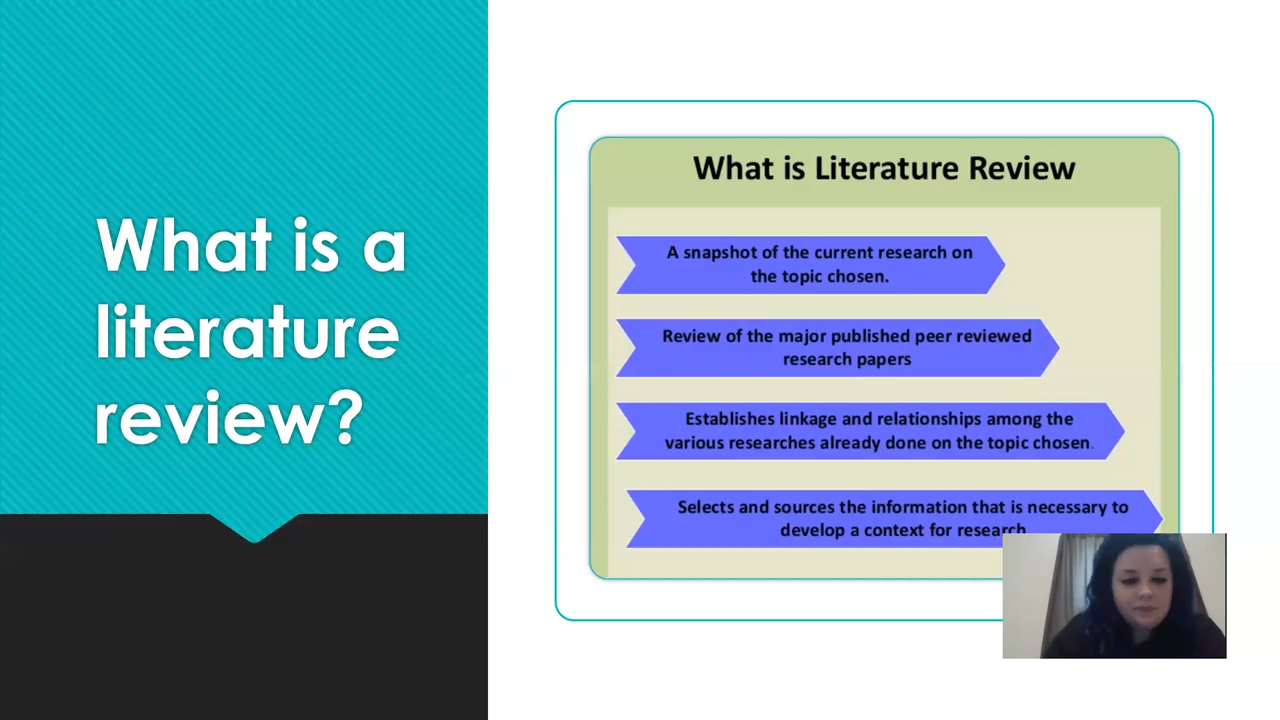 What is a
literature
review?
What is Literature Review
A snapshot of the current research on
the topic chosen.
Review of the major published peer reviewed
research papers
Establishes linkage and relationships among the
various researches already done on the topic chosen.
Selects and sources the information that is necessary to
develop a context for research